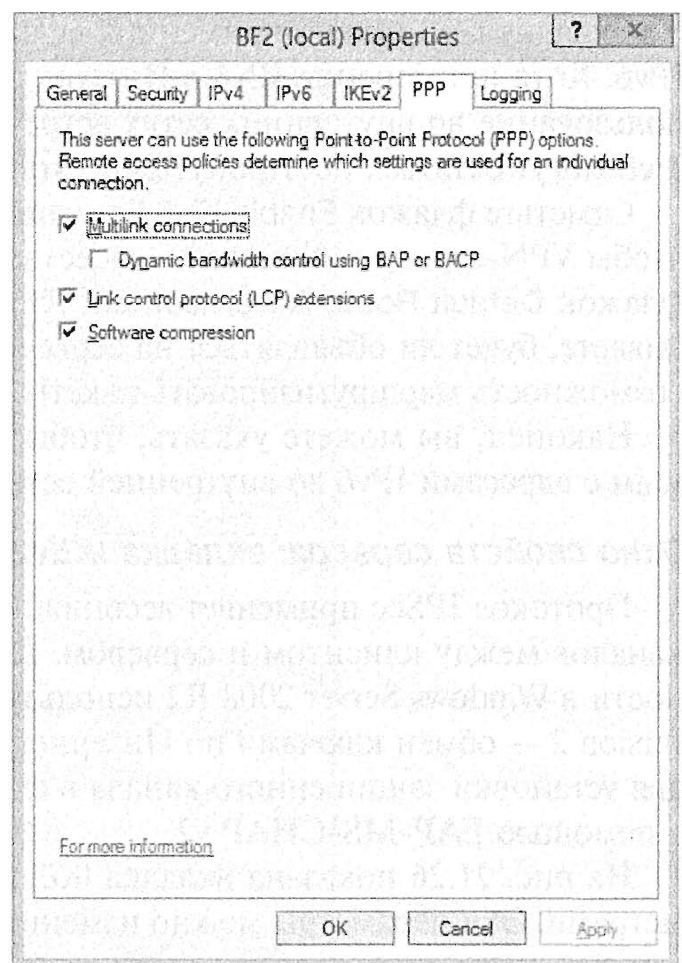 BF2 (local) Properties
?
×
General Security IPv4 IPv6 IKEv2 PPP Logging
This server can use the following Point-to-Point Protocol (PPP) options.
Remote access policies determine which settings are used for an individual
connection.
Multilink connections
Dynamic bandwidth control using BAP or BACP
Link control protocol (LCP) extensions
Software compression
For more information
OK Cancel Apply